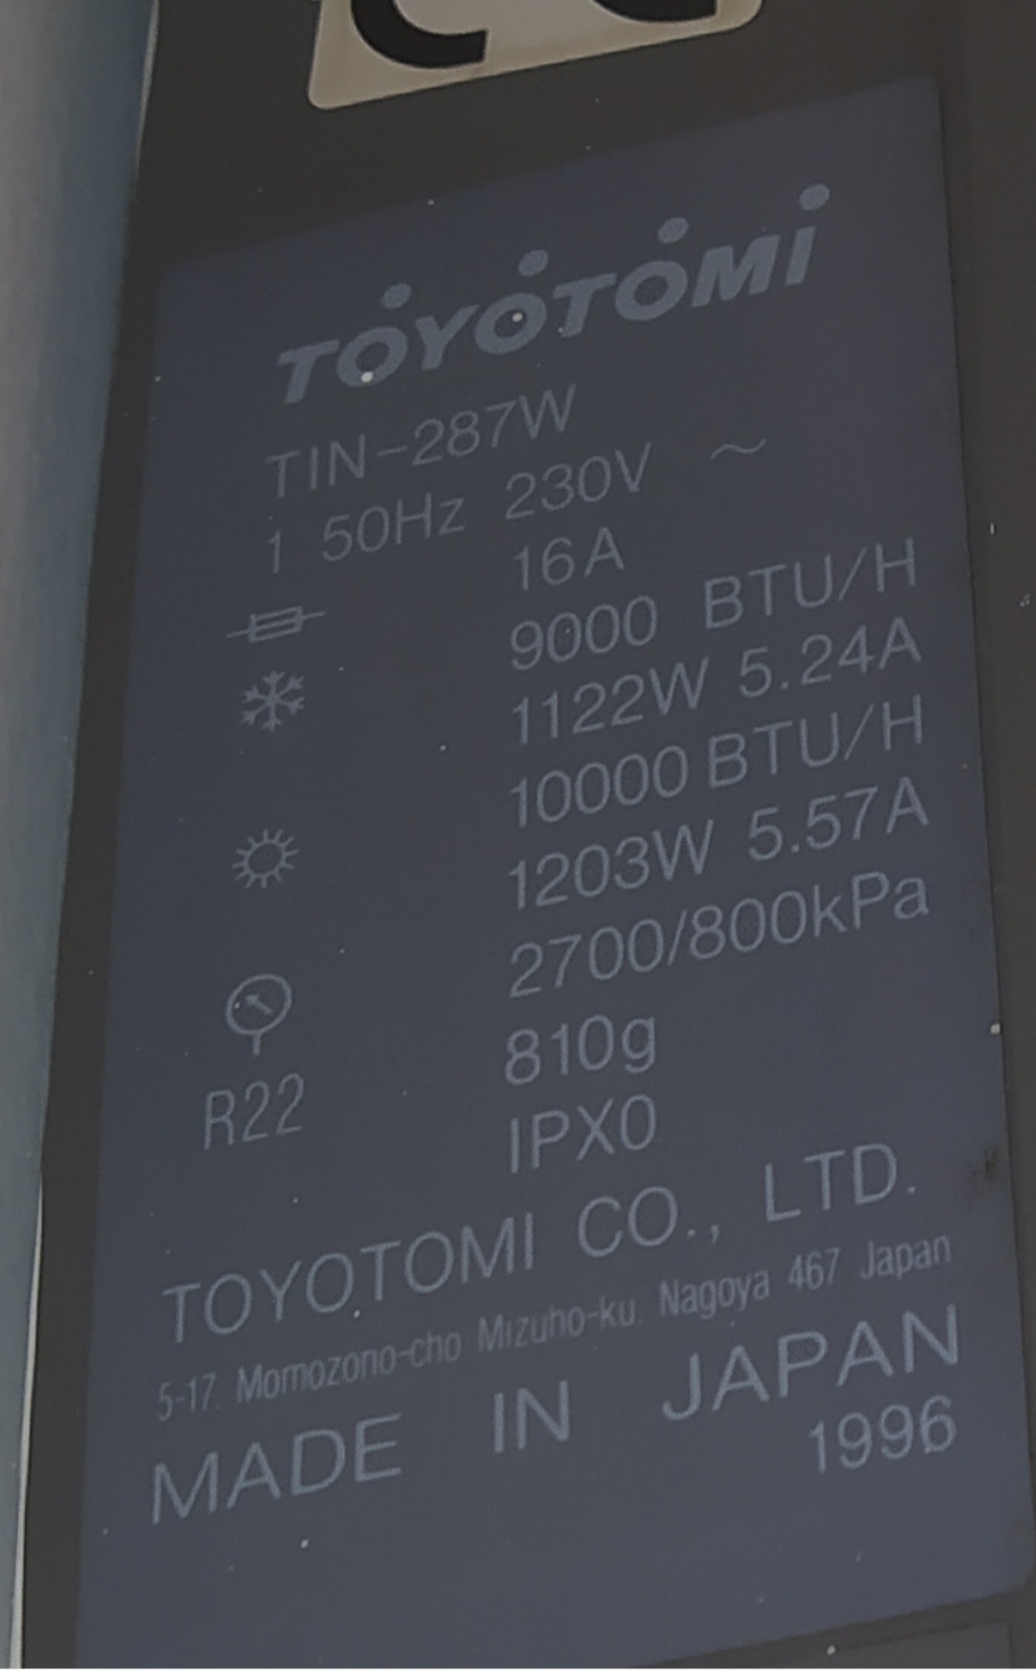 TOYOTOMI
TIN-287W
1 50Hz 230V ~
16A
9000 BTU/H
1122W 5.24A
10000 BTU/H
1203W 5.57A
2700/800kPa
R22 810g
IPX0
TOYOTOMI CO., LTD.
5-17. Momozono-cho Mizuho-ku. Nagoya 467 Japan
MADE IN JAPAN
1996